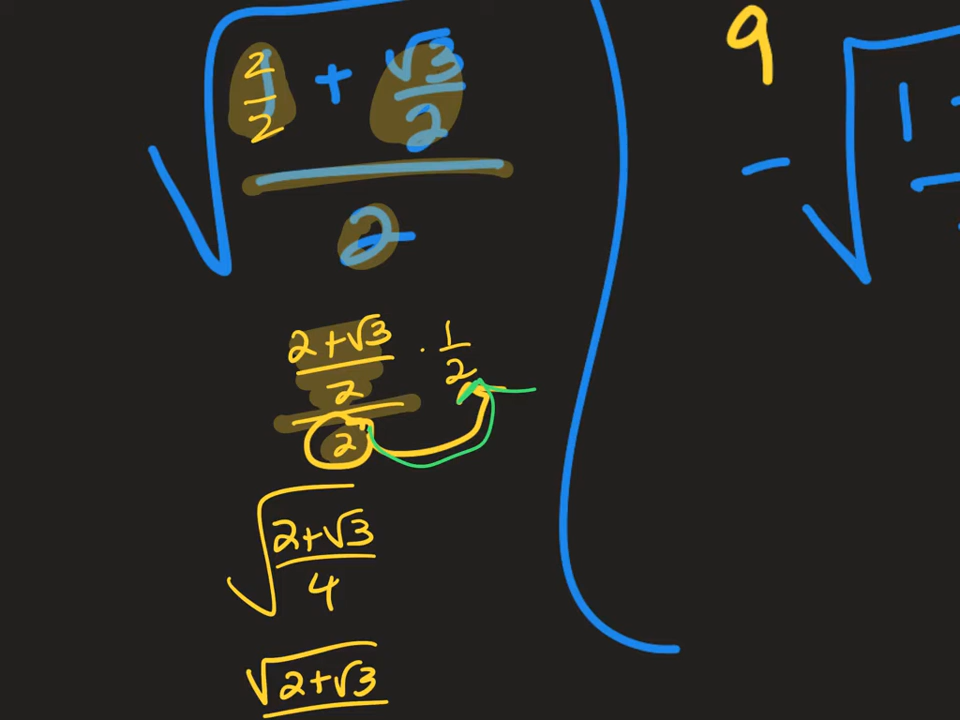 √((2/2 + √3/2)/2)
9
- √(1
((2+√3)/2)/2 · 1/2
√((2+√3)/4)
√(2+√3)